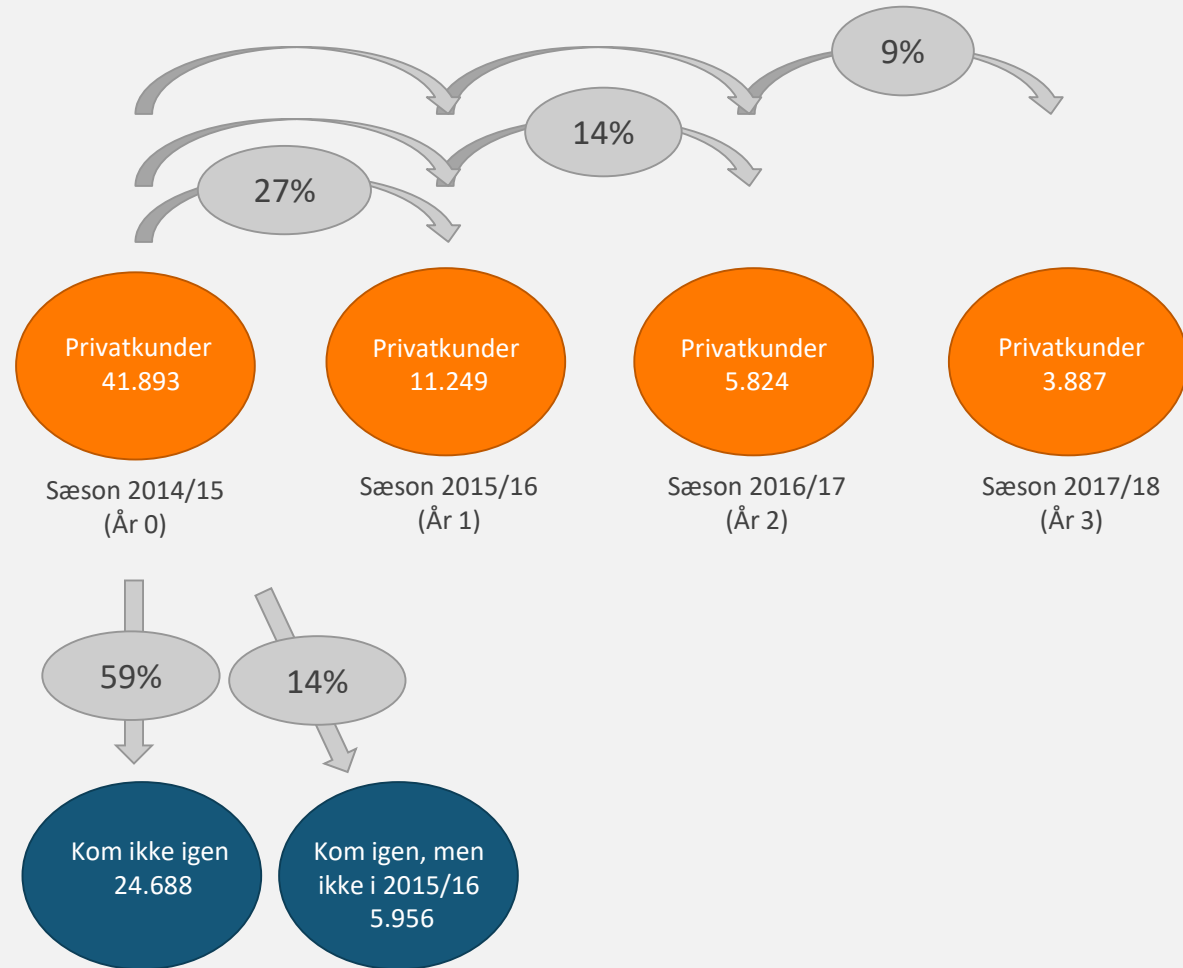 9%
14%
27%
Privatkunder
41.893
Privatkunder
11.249
Privatkunder
5.824
Privatkunder
3.887
Sæson 2014/15
(År 0)
Sæson 2015/16
(År 1)
Sæson 2016/17
(År 2)
Sæson 2017/18
(År 3)
59%
14%
Kom ikke igen
24.688
Kom igen, men
ikke i 2015/16
5.956